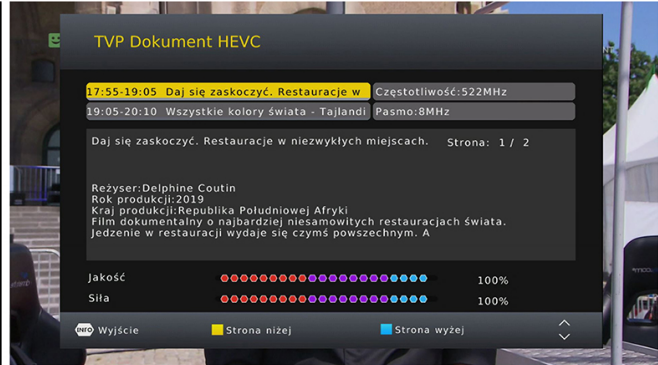 TVP Dokument HEVC
17:55-19:05 Daj się zaskoczyć. Restauracje w
Częstotliwość:522MHz
19:05-20:10 Wszystkie kolory świata - Tajlandi
Pasmo:8MHz
Daj się zaskoczyć. Restauracje w niezwykłych miejscach.
Strona: 1 / 2
Reżyser:Delphine Coutin
Rok produkcji:2019
Kraj produkcji:Republika Południowej Afryki
Film dokumentalny o najbardziej niesamowitych restauracjach świata.
Jedzenie w restauracji wydaje się czymś powszechnym. A
Jakość 100%
Siła 100%
INFO Wyjście
Strona niżej
Strona wyżej